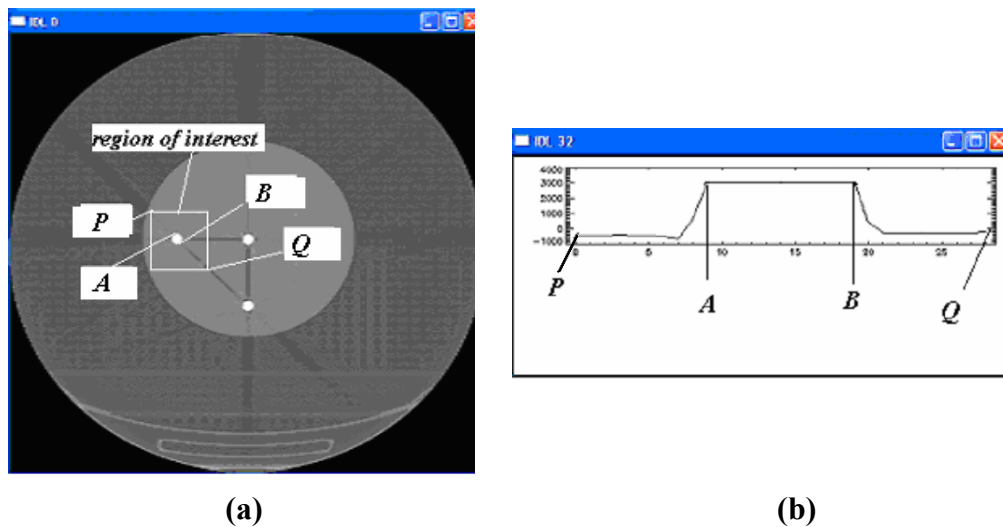 IDL 0
region of interest
B
P
Q
A
IDL 32
4000
3000
2000
1000
0
-1000
0 5 10 15 20 25
P
A
B
Q
(a)
(b)